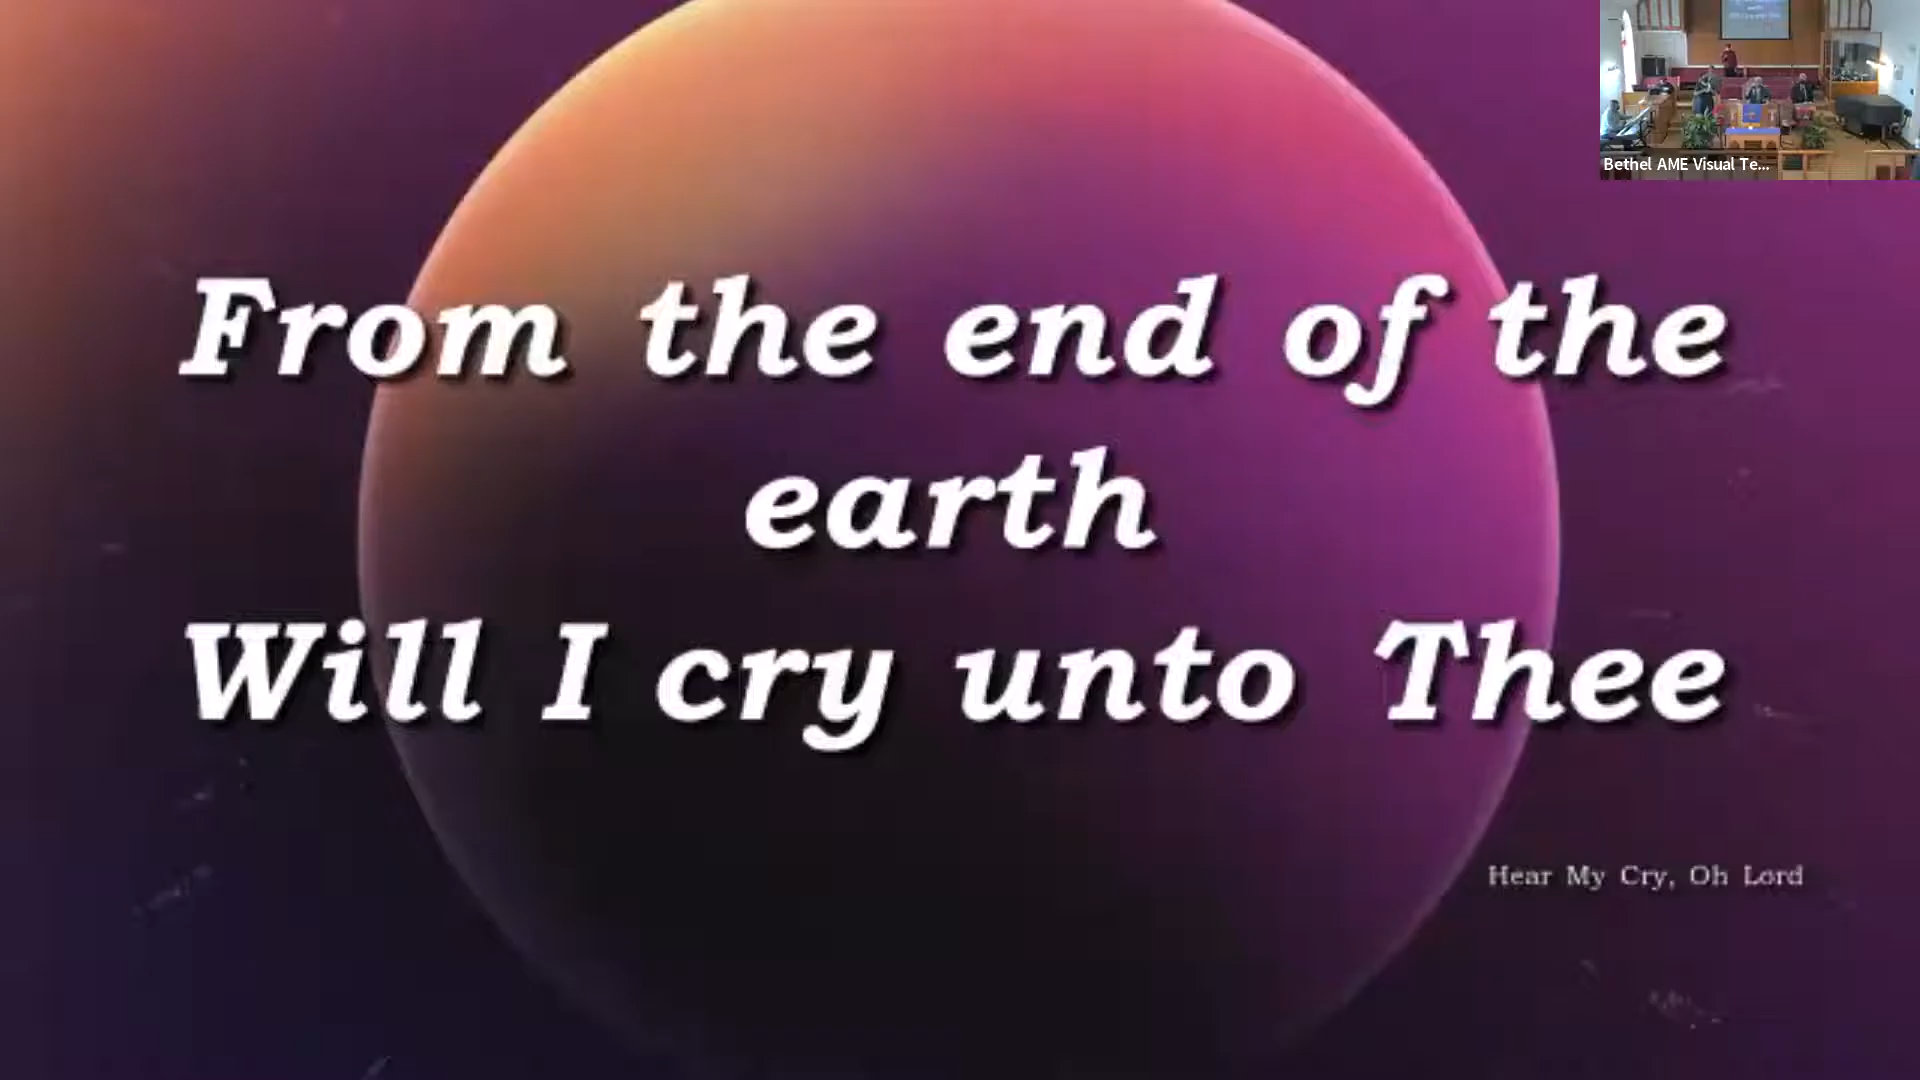 Bethel AME Visual Te...
From the end of the
earth
Will I cry unto Thee
Hear My Cry, Oh Lord